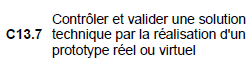 Contrôler et valider une solution
C13.7 technique par la réalisation d'un
prototype réel ou virtuel